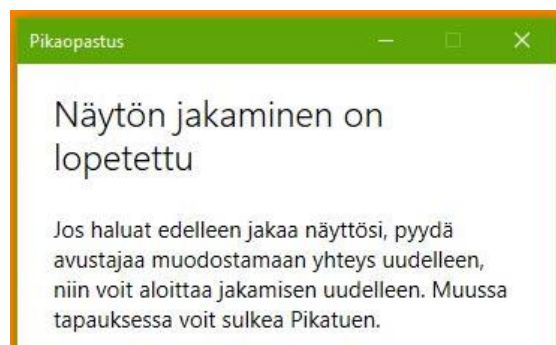 Pikaopastus
Näytön jakaminen on
lopetettu
Jos haluat edelleen jakaa näyttösi, pyydä
avustajaa muodostamaan yhteys uudelleen,
niin voit aloittaa jakamisen uudelleen. Muussa
tapauksessa voit sulkea Pikatuen.